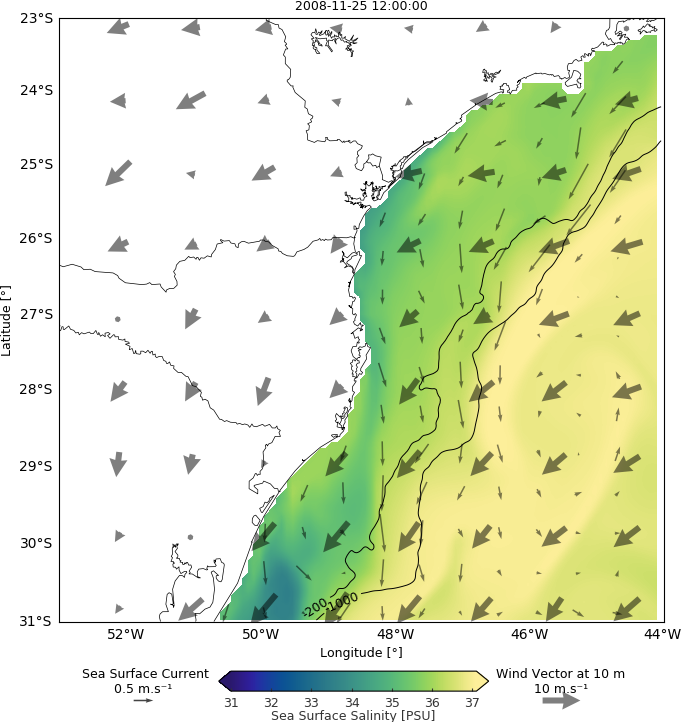 2008-11-25 12:00:00
23°S
24°S
25°S
26°S
27°S
28°S
29°S
30°S
31°S
Latitude [°]
-200
-1000
52°W
50°W
48°W
46°W
44°W
Longitude [°]
Sea Surface Current
0.5 m.s⁻¹
Wind Vector at 10 m
10 m.s⁻¹
31 32 33 34 35 36 37
Sea Surface Salinity [PSU]